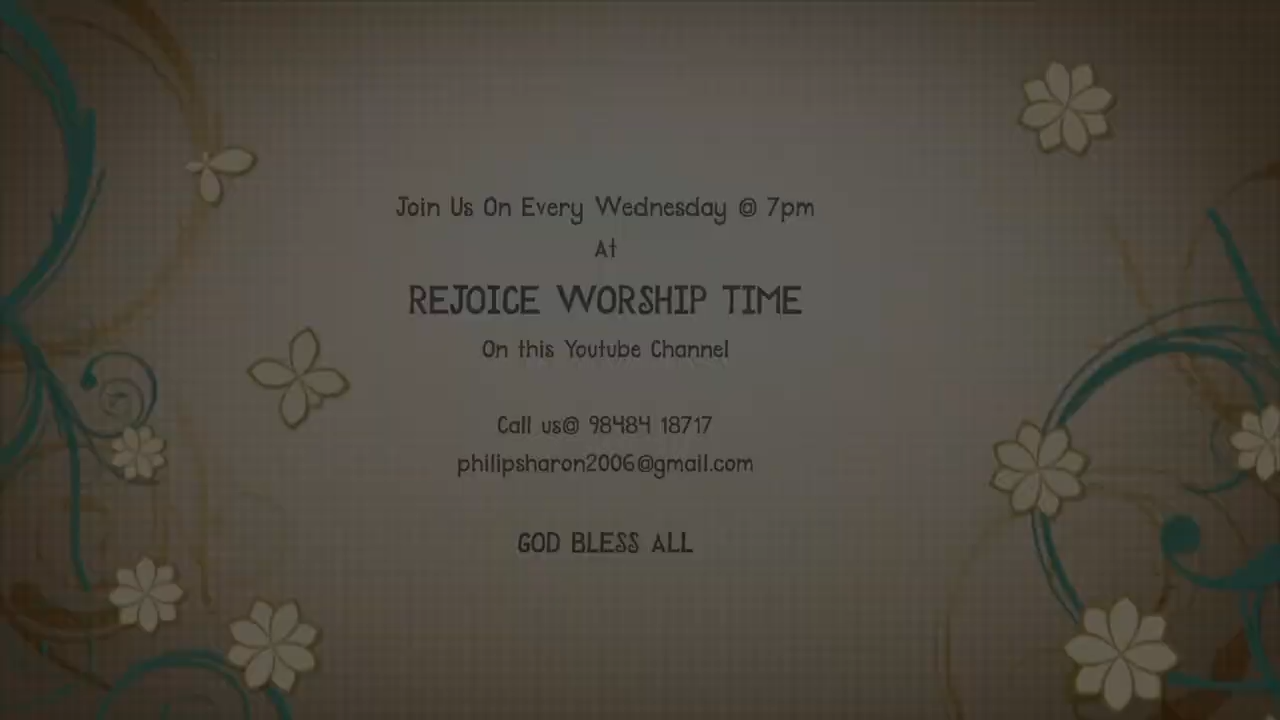 Join Us On Every Wednesday @ 7pm
At
REJOICE WORSHIP TIME
On this Youtube Channel
Call us@ 98484 18717
philipsharon2006@gmail.com
GOD BLESS ALL